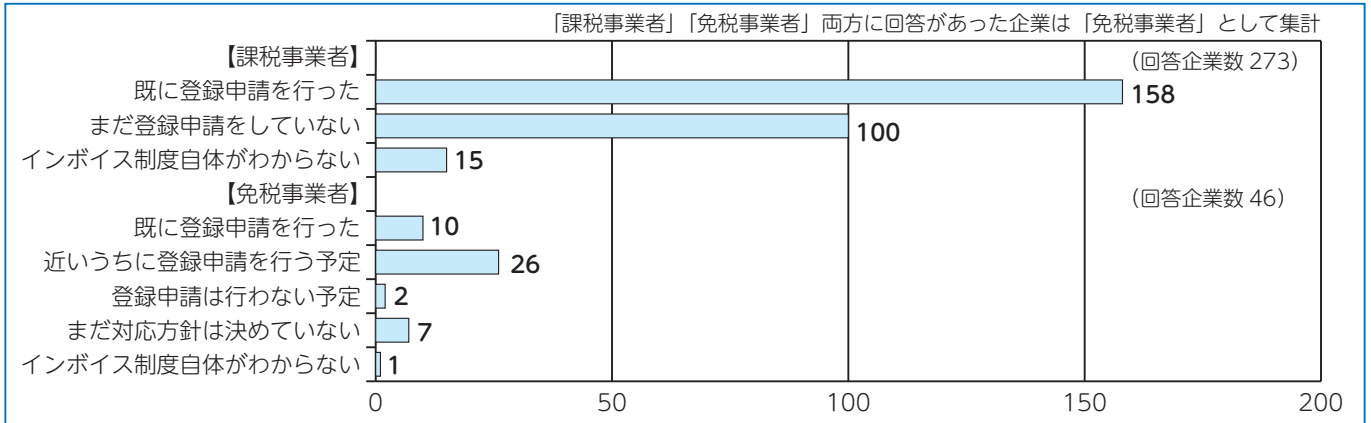 「課税事業者」「免税事業者」両方に回答があった企業は「免税事業者」として集計
【課税事業者】
(回答企業数 273)
既に登録申請を行った
158
まだ登録申請をしていない
100
インボイス制度自体がわからない
15
【免税事業者】
(回答企業数 46)
既に登録申請を行った
10
近いうちに登録申請を行う予定
26
登録申請は行わない予定
2
まだ対応方針は決めていない
7
インボイス制度自体がわからない
1
0 50 100 150 200